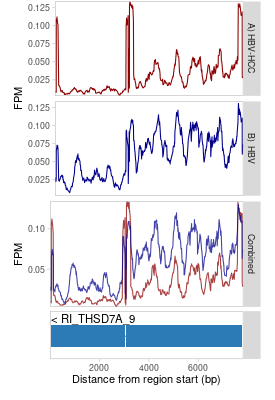 0.125
0.100
0.075
0.050
0.025
FPM
A) HBV-HCC
0.125
0.100
0.075
0.050
0.025
B) HBV
0.10
0.05
FPM
Combined
< RI_THSD7A_9
2000 4000 6000
Distance from region start (bp)